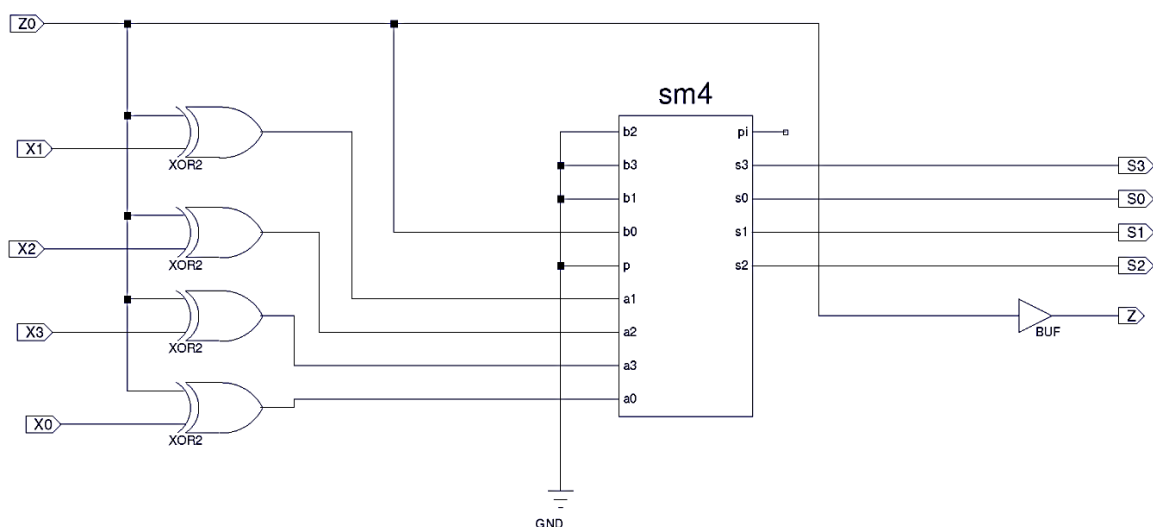 Z0
sm4
b2 pi
X1
XOR2
b3 s3 S3
b1 s0 S0
b0 s1 S1
X2
XOR2
p s2 S2
a1
Z
BUF
X3
a2
XOR2
a3
a0
X0
XOR2
GND